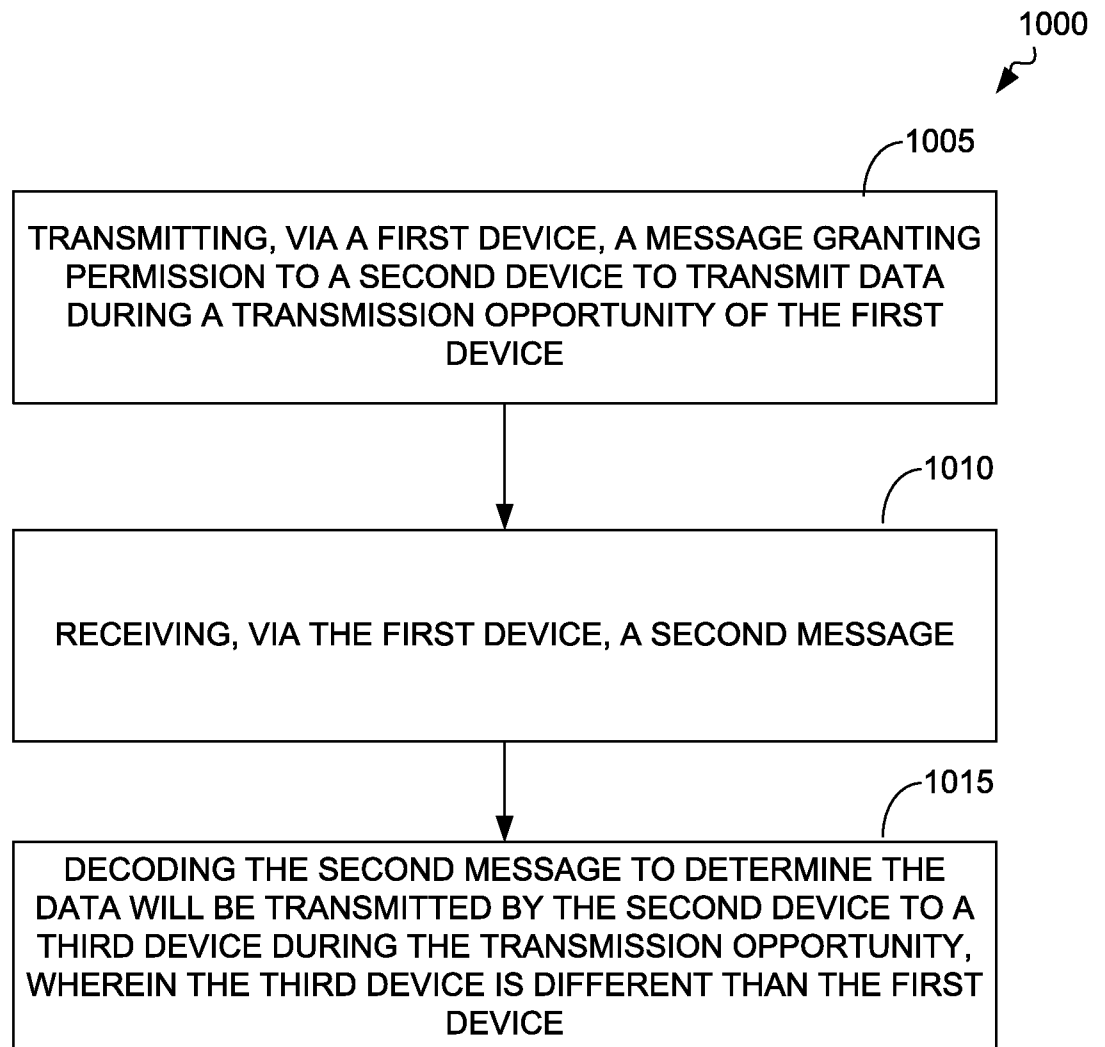 1000
1005
TRANSMITTING, VIA A FIRST DEVICE, A MESSAGE GRANTING
PERMISSION TO A SECOND DEVICE TO TRANSMIT DATA
DURING A TRANSMISSION OPPORTUNITY OF THE FIRST
DEVICE
1010
RECEIVING, VIA THE FIRST DEVICE, A SECOND MESSAGE
1015
DECODING THE SECOND MESSAGE TO DETERMINE THE
DATA WILL BE TRANSMITTED BY THE SECOND DEVICE TO A
THIRD DEVICE DURING THE TRANSMISSION OPPORTUNITY,
WHEREIN THE THIRD DEVICE IS DIFFERENT THAN THE FIRST
DEVICE